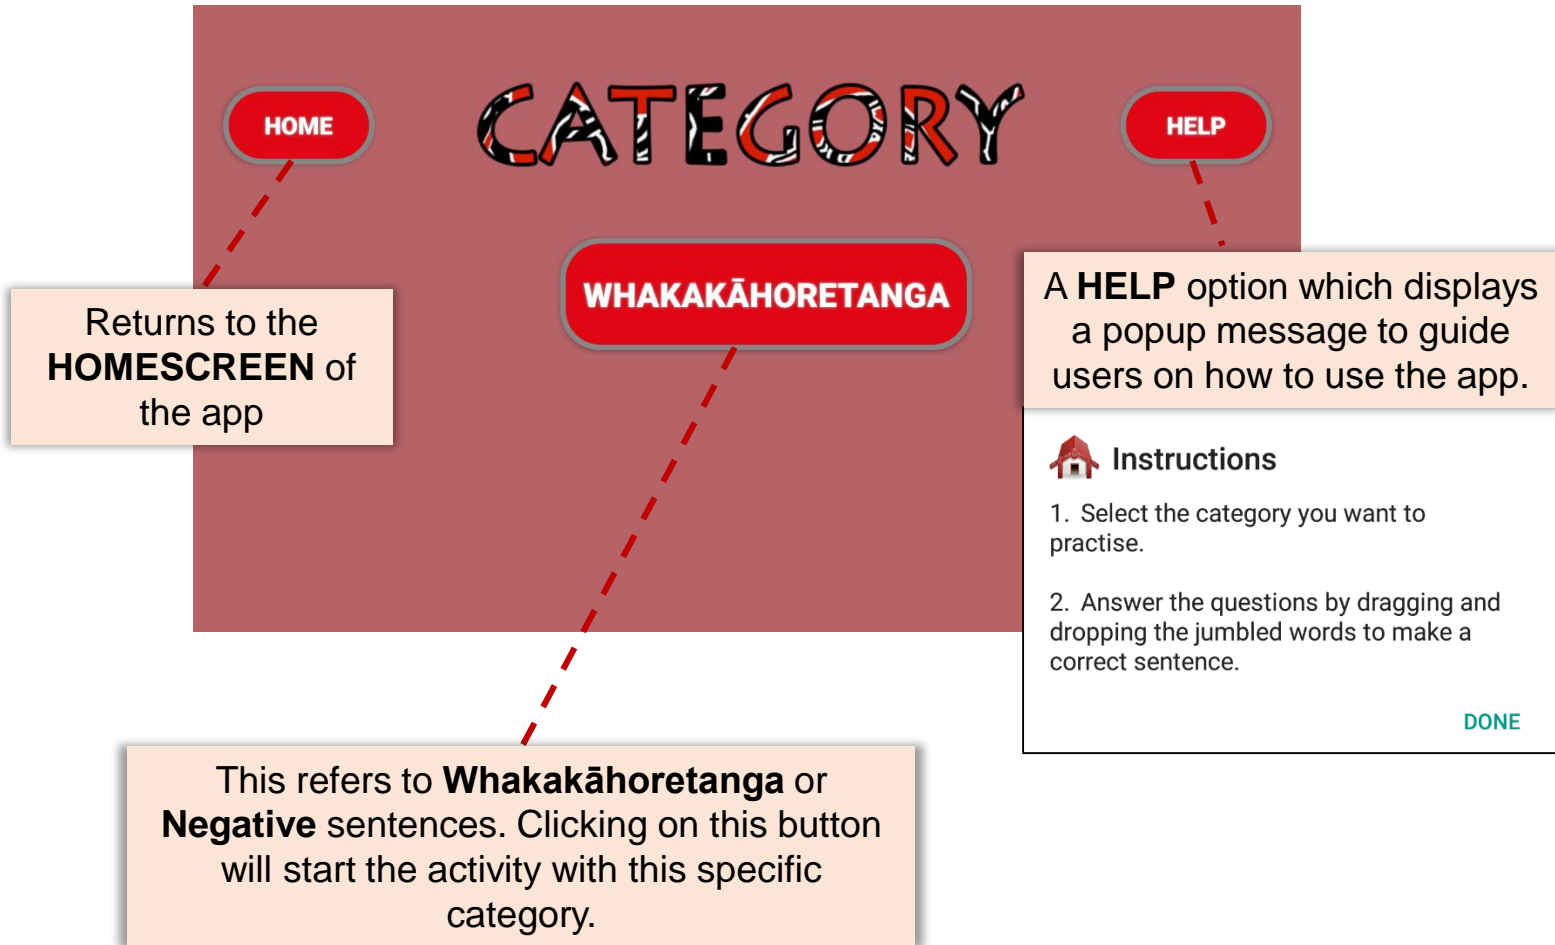 CATEGORY
HOME
HELP
WHAKAKĀHORETANGA
Returns to the
HOMESCREEN of
the app
A HELP option which displays
a popup message to guide
users on how to use the app.
Instructions
1. Select the category you want to
practise.
2. Answer the questions by dragging and
dropping the jumbled words to make a
correct sentence.
DONE
This refers to Whakakāhoretanga or
Negative sentences. Clicking on this button
will start the activity with this specific
category.